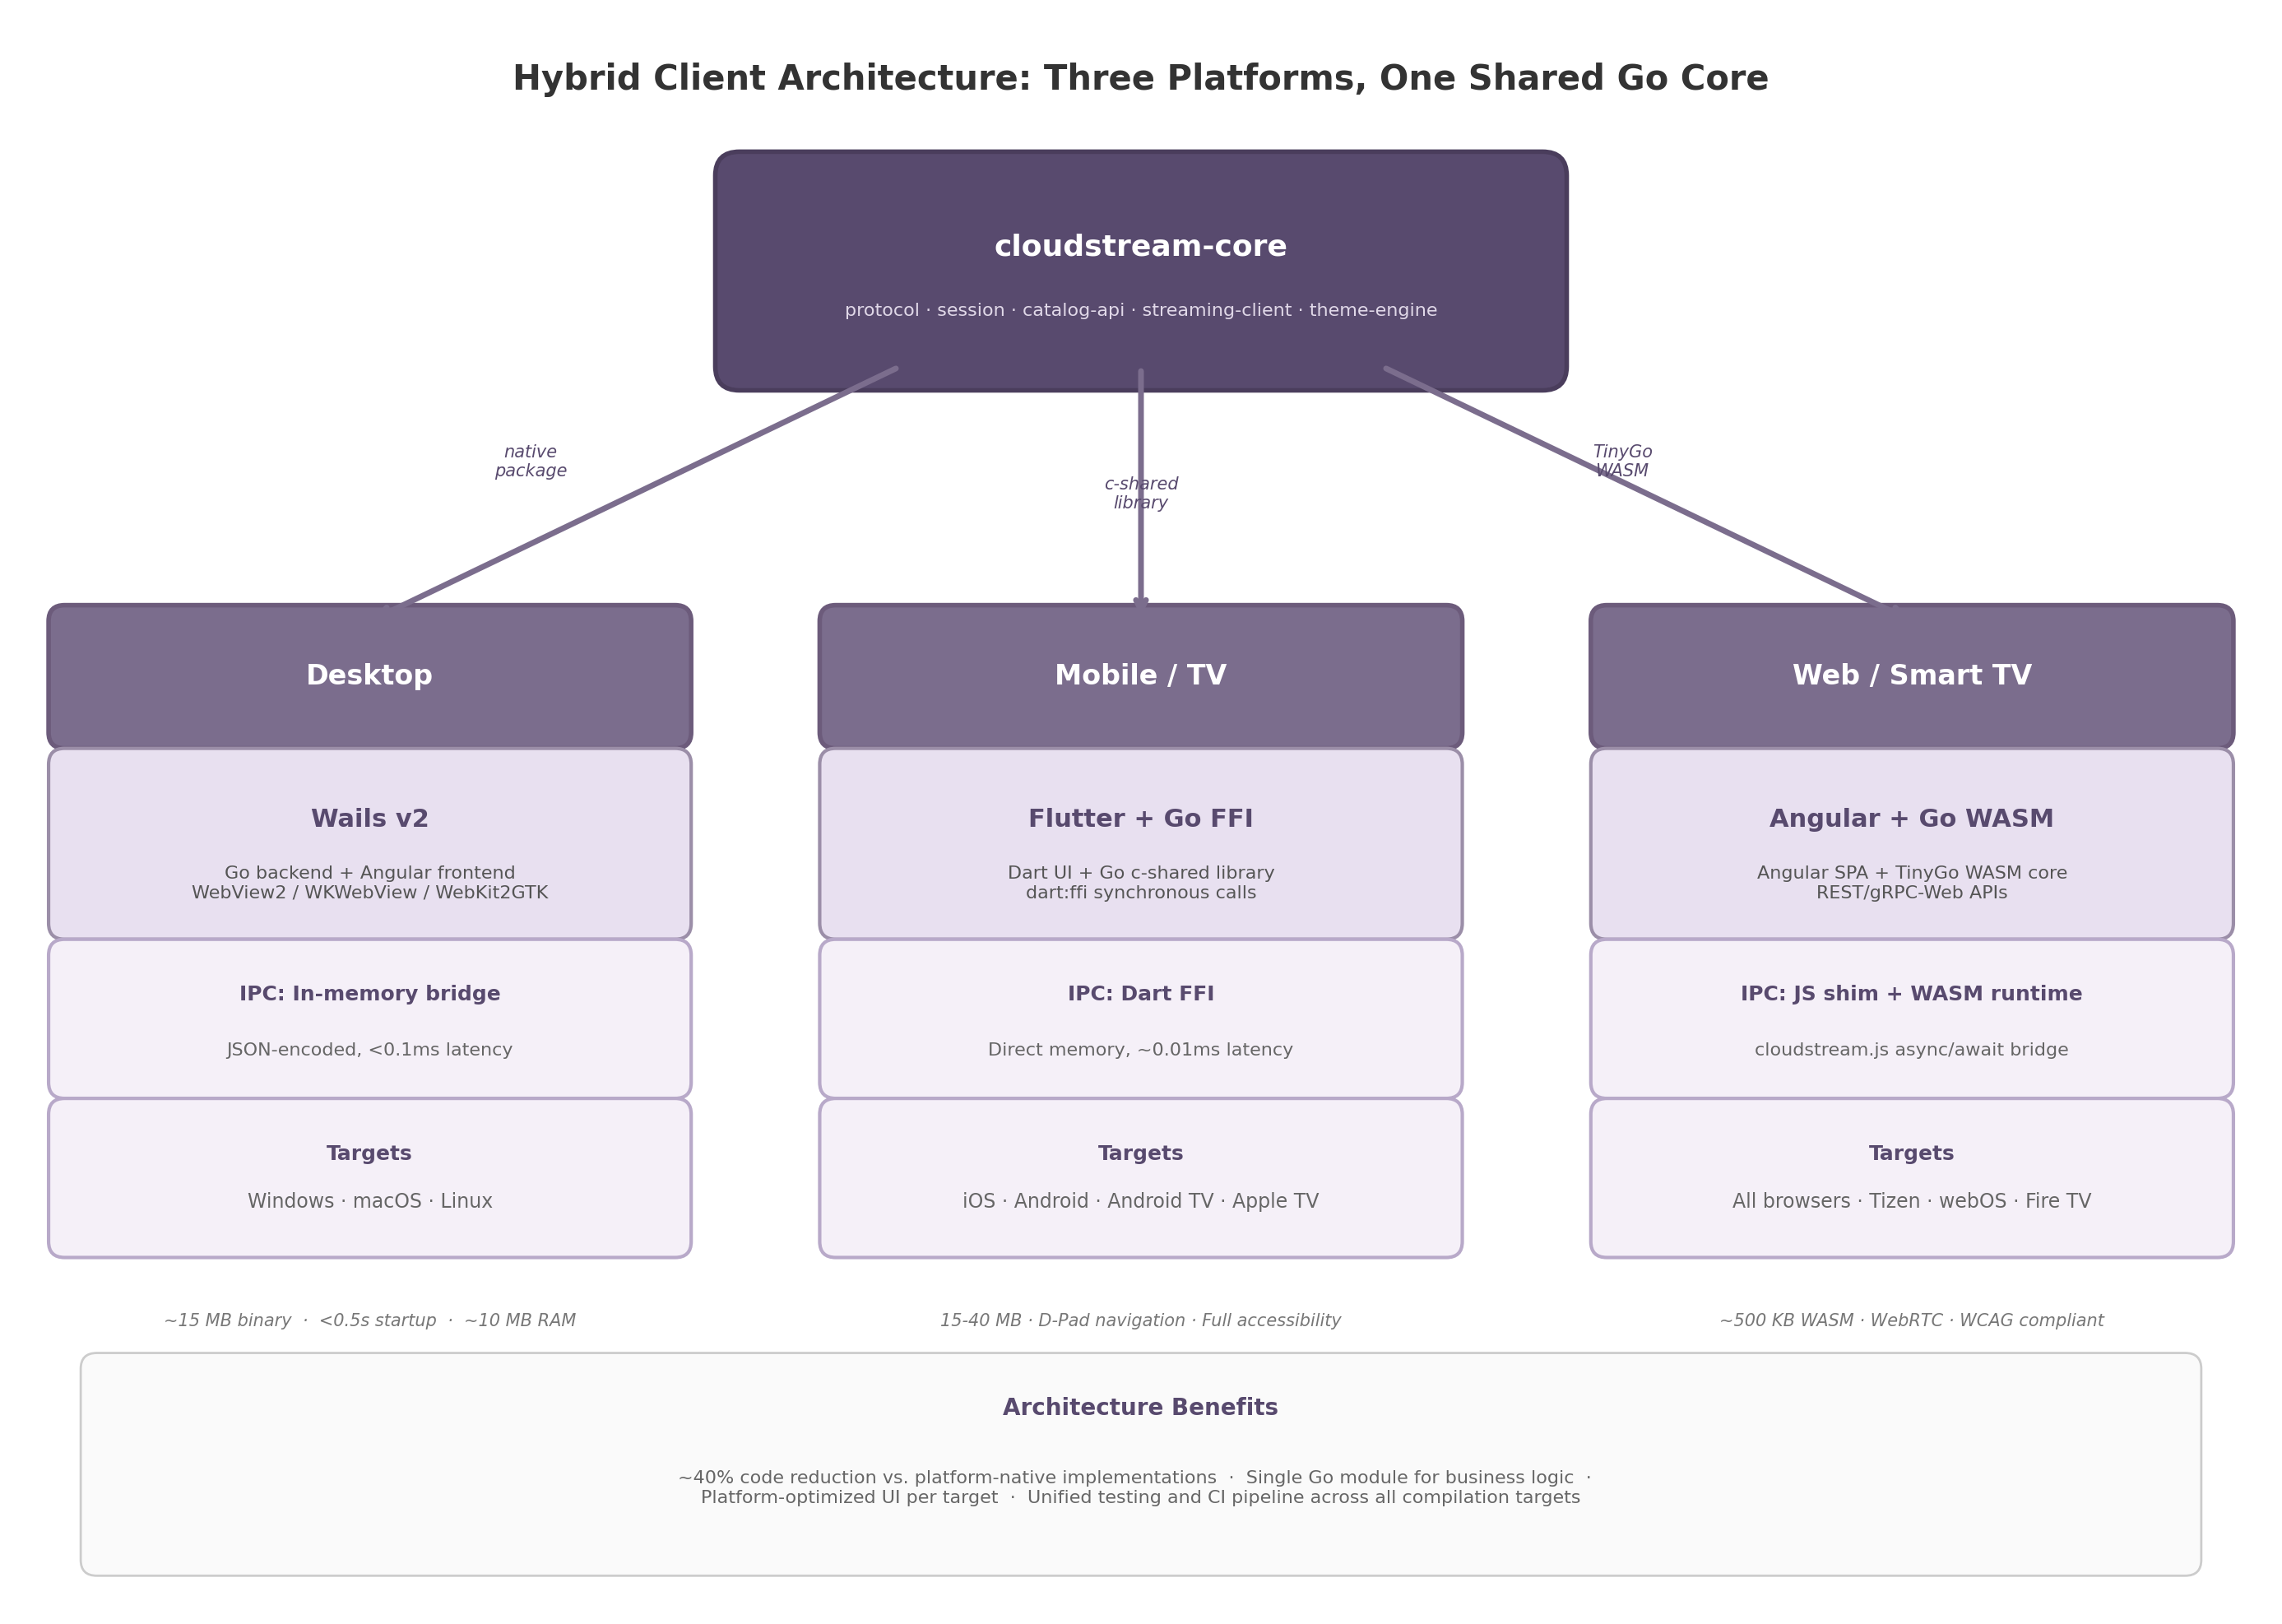 Hybrid Client Architecture: Three Platforms, One Shared Go Core
cloudstream-core
protocol · session · catalog-api · streaming-client · theme-engine
native
package
c-shared
library
TinyGo
WASM
Desktop
Wails v2
Go backend + Angular frontend
WebView2 / WKWebView / WebKit2GTK
IPC: In-memory bridge
JSON-encoded, <0.1ms latency
Targets
Windows · macOS · Linux
~15 MB binary · <0.5s startup · ~10 MB RAM
Mobile / TV
Flutter + Go FFI
Dart UI + Go c-shared library
dart:ffi synchronous calls
IPC: Dart FFI
Direct memory, ~0.01ms latency
Targets
iOS · Android · Android TV · Apple TV
15-40 MB · D-Pad navigation · Full accessibility
Web / Smart TV
Angular + Go WASM
Angular SPA + TinyGo WASM core
REST/gRPC-Web APIs
IPC: JS shim + WASM runtime
cloudstream.js async/await bridge
Targets
All browsers · Tizen · webOS · Fire TV
~500 KB WASM · WebRTC · WCAG compliant
Architecture Benefits
~40% code reduction vs. platform-native implementations · Single Go module for business logic ·
Platform-optimized UI per target · Unified testing and CI pipeline across all compilation targets